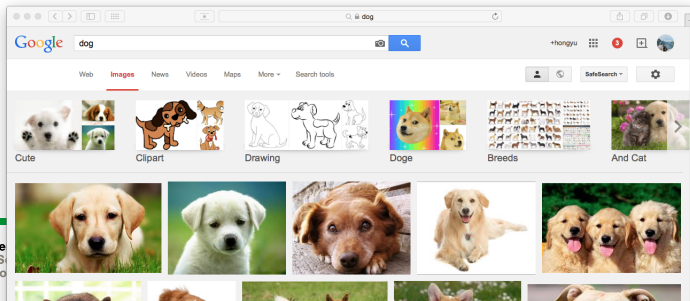 dog
Google dog +hongyu 3
Web Images News Videos Maps More Search tools SafeSearch
Cute Clipart Drawing Doge Breeds And Cat